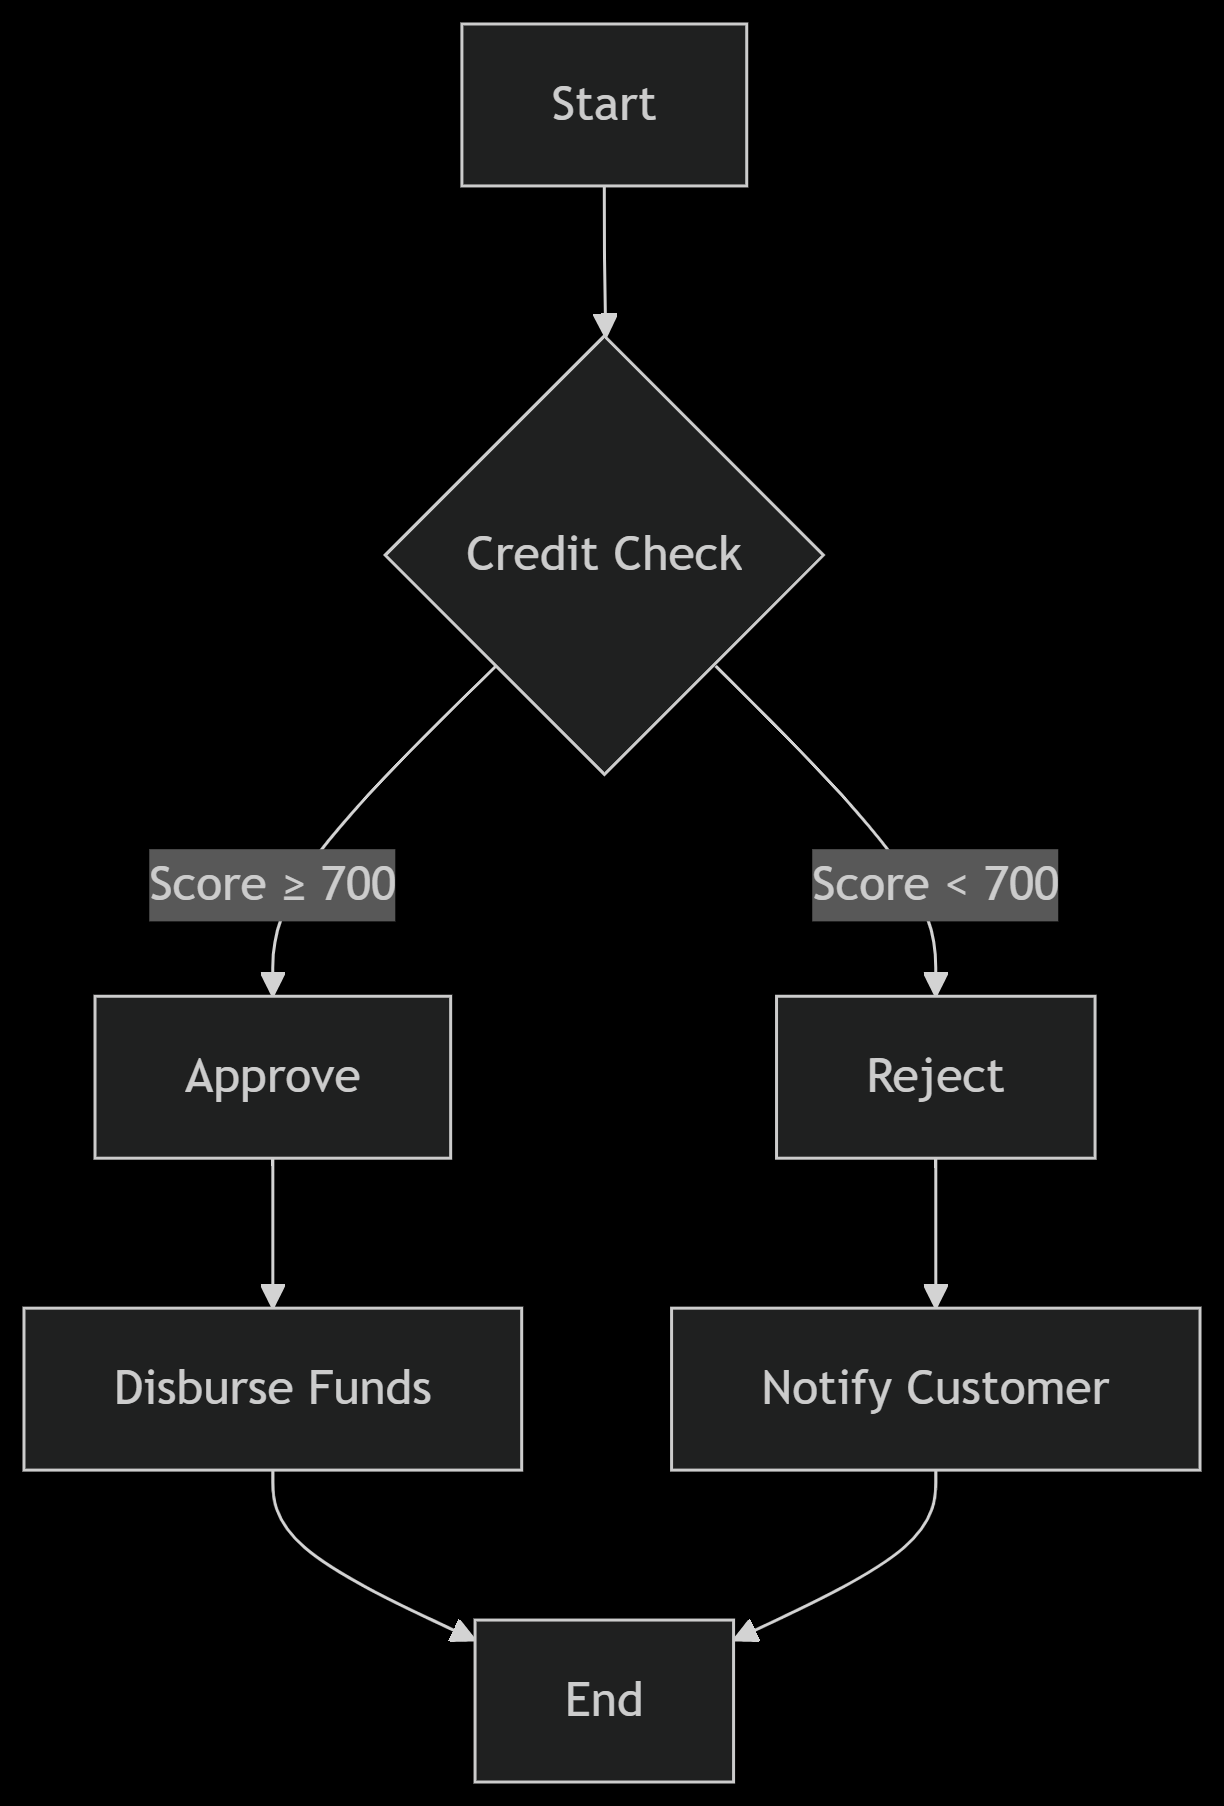 Start
Credit Check
Score ≥ 700
Score < 700
Approve
Reject
Disburse Funds
Notify Customer
End